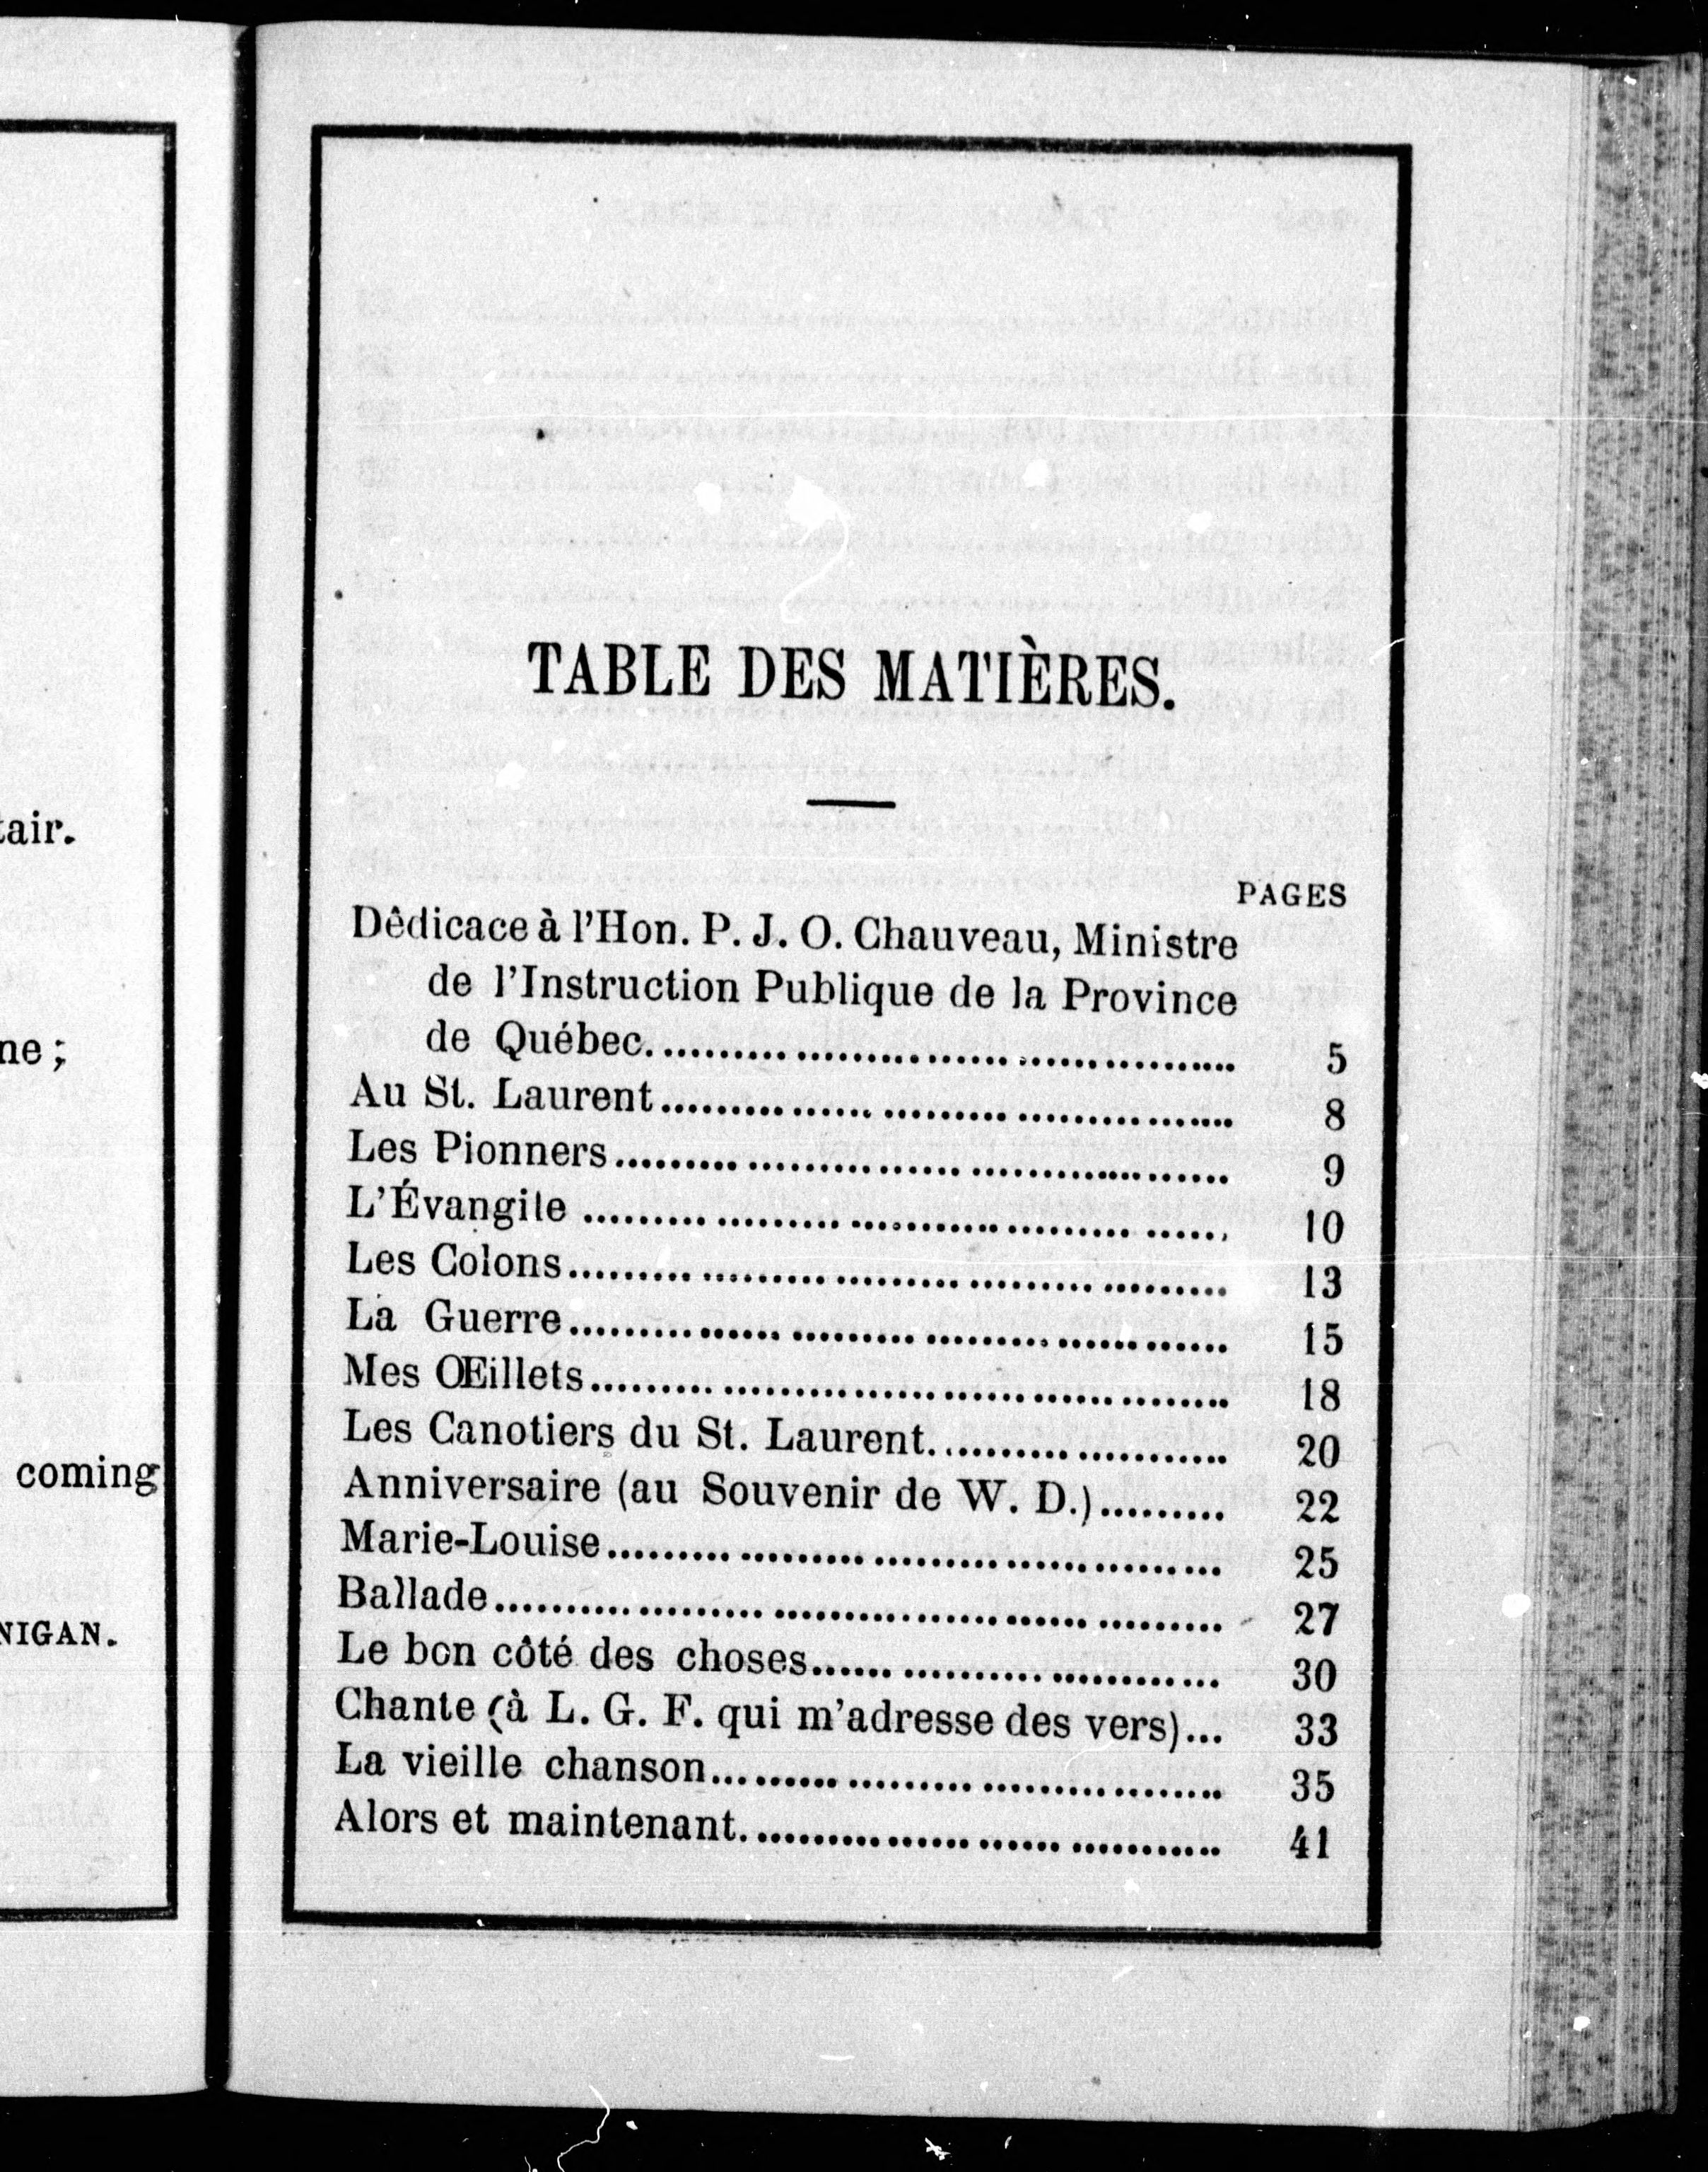 tair.
ne ;
coming
NIGAN.
TABLE DES MATIÈRES.
PAGES
Dêdicace à l'Hon. P. J. O. Chauveau, Ministre
de l'Instruction Publique de la Province
de Québec. 5
Au St. Laurent 8
Les Pionners 9
L'Évangile 10
Les Colons 13
La Guerre 15
Mes Œillets 18
Les Canotiers du St. Laurent. 20
Anniversaire (au Souvenir de W. D.) 22
Marie-Louise 25
Ballade 27
Le bon côté des choses 30
Chante (à L. G. F. qui m'adresse des vers)... 33
La vieille chanson 35
Alors et maintenant. 41